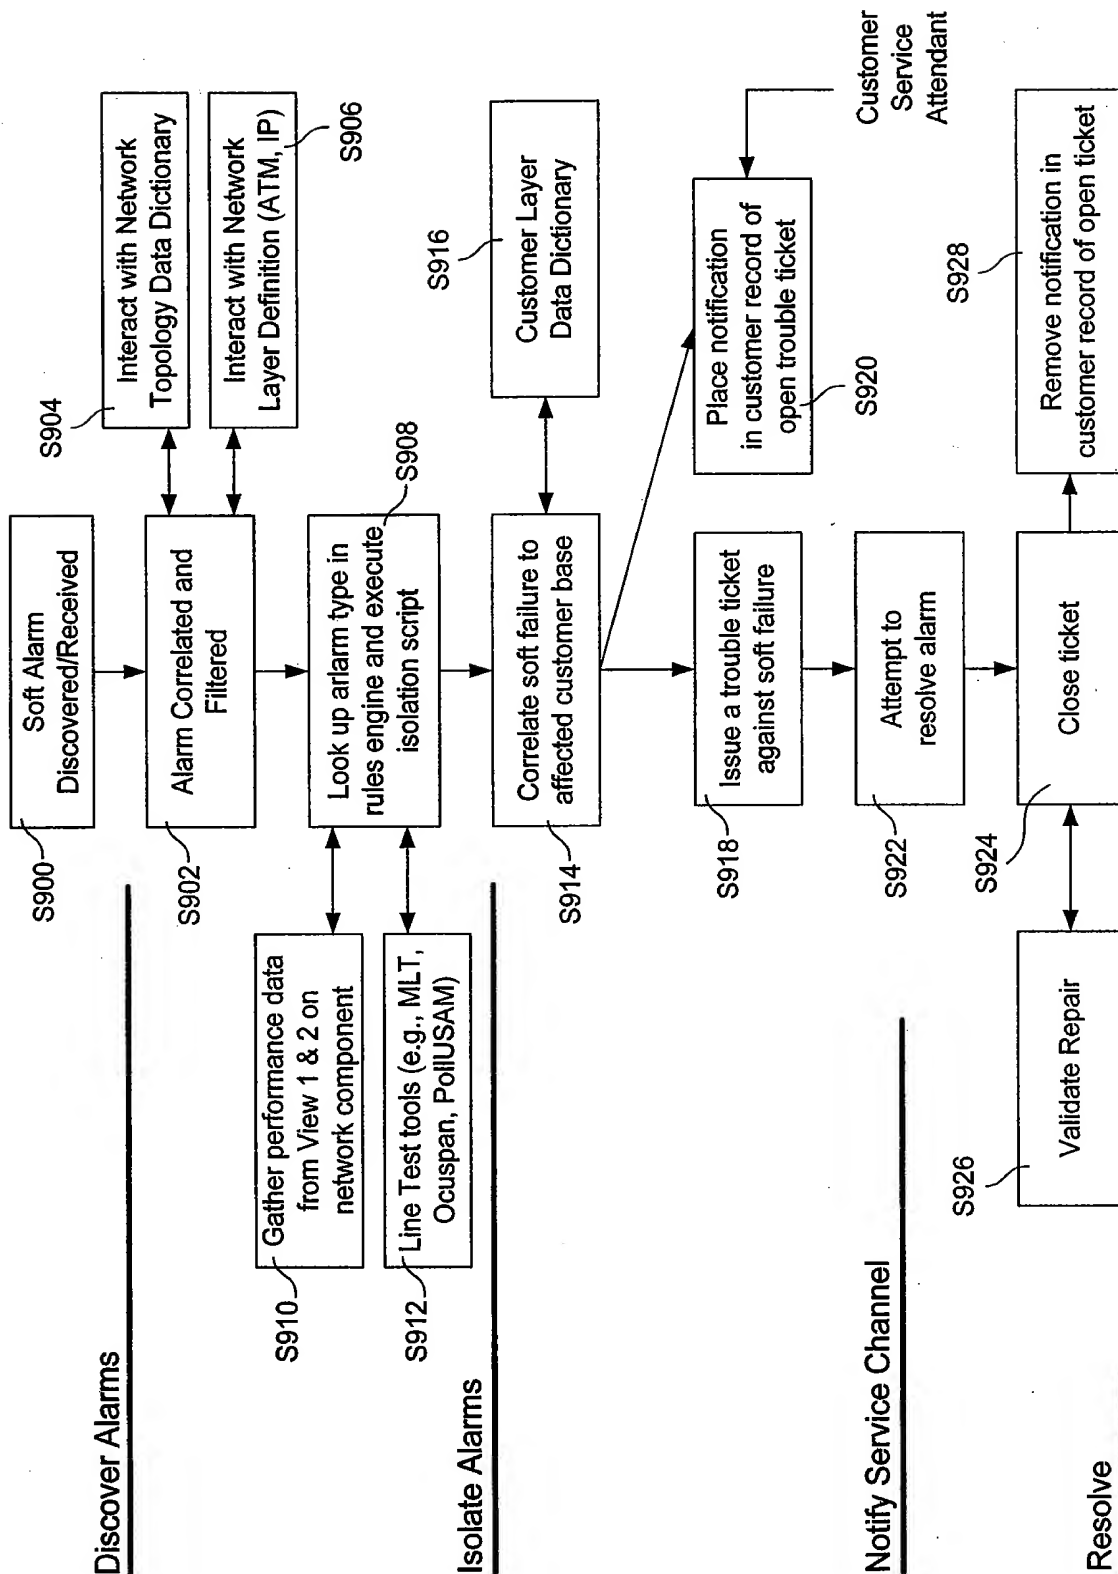 Discover Alarms
S900
Soft Alarm
Discovered/Received
S902
Alarm Correlated and
Filtered
S904
Interact with Network
Topology Data Dictionary
Interact with Network
Layer Definition (ATM, IP)
S906
Isolate Alarms
S910
Gather performance data
from View 1 & 2 on
network component
S912
Line Test tools (e.g., MLT,
Ocuspan, PollUSAM)
Look up arlarm type in
rules engine and execute
isolation script
S908
Notify Service Channel
S914
Correlate soft failure to
affected customer base
S916
Customer Layer
Data Dictionary
S918
Issue a trouble ticket
against soft failure
Place notification
in customer record of
open trouble ticket
S920
Customer
Service
Attendant
Resolve
S922
Attempt to
resolve alarm
S924
Close ticket
S926
Validate Repair
S928
Remove notification in
customer record of open ticket